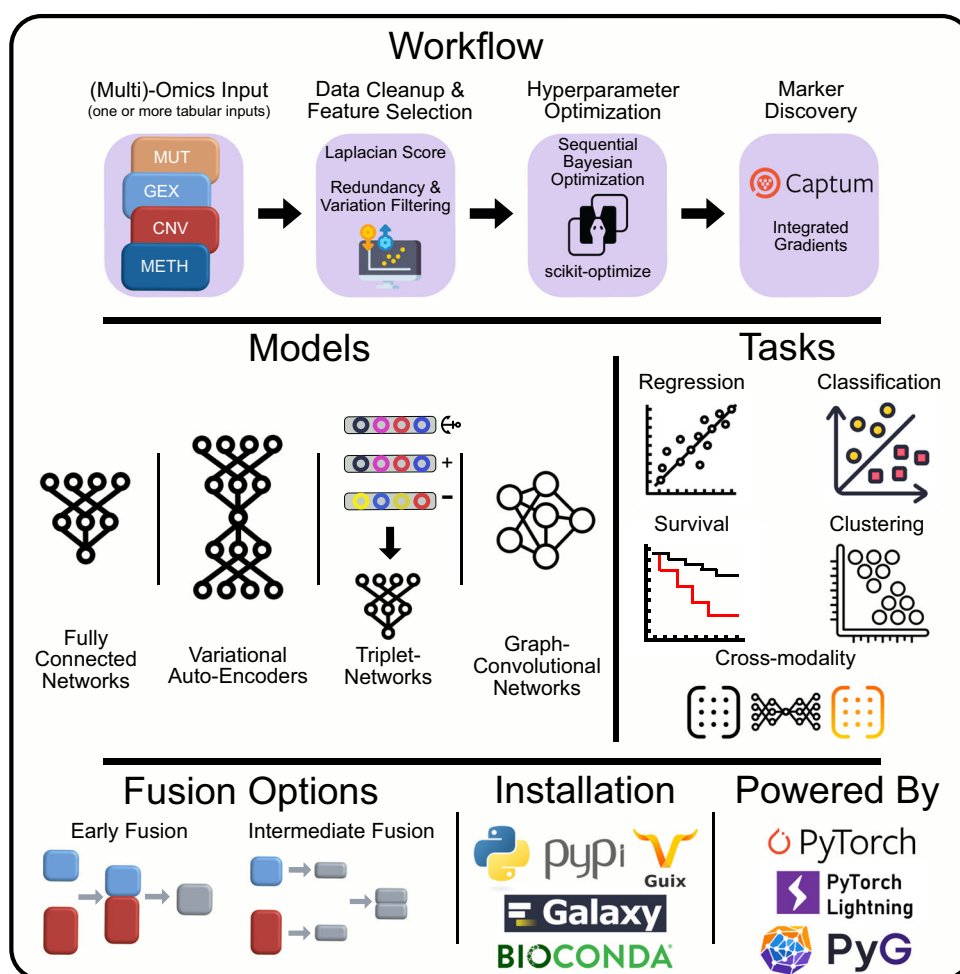 Workflow
(Multi)-Omics Input
(one or more tabular inputs)
MUT
GEX
CNV
METH
Data Cleanup &
Feature Selection
Laplacian Score
Redundancy &
Variation Filtering
Hyperparameter
Optimization
Sequential
Bayesian
Optimization
scikit-optimize
Marker
Discovery
Captum
Integrated
Gradients
Models
+
-
Fully
Connected
Networks
Variational
Auto-Encoders
Triplet-
Networks
Graph-
Convolutional
Networks
Tasks
Regression
Classification
Survival
Clustering
Cross-modality
Fusion Options
Early Fusion
Intermediate Fusion
Installation
pypi
Guix
Galaxy
BIOCONDA®
Powered By
PyTorch
PyTorch
Lightning
PyG